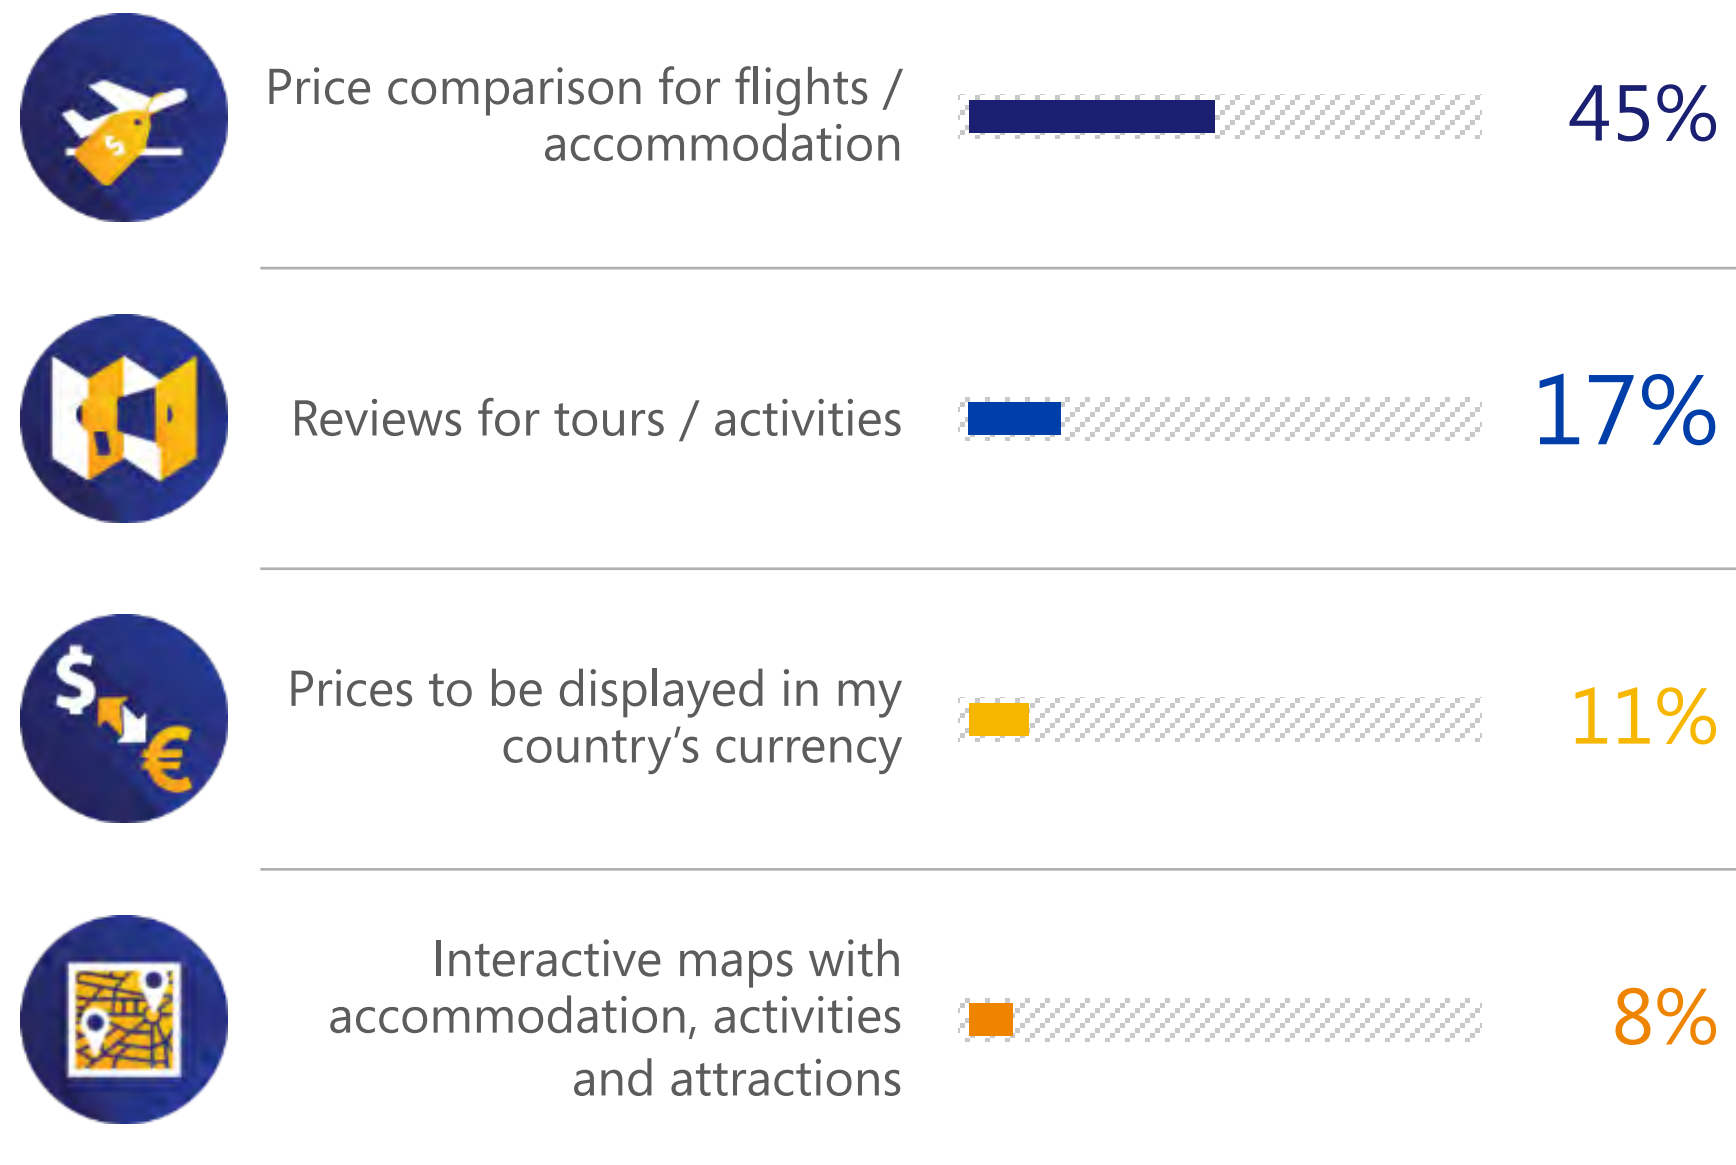 Price comparison for flights /
accommodation
45%
Reviews for tours / activities
17%
$
€
Prices to be displayed in my
country’s currency
11%
Interactive maps with
accommodation, activities
and attractions
8%